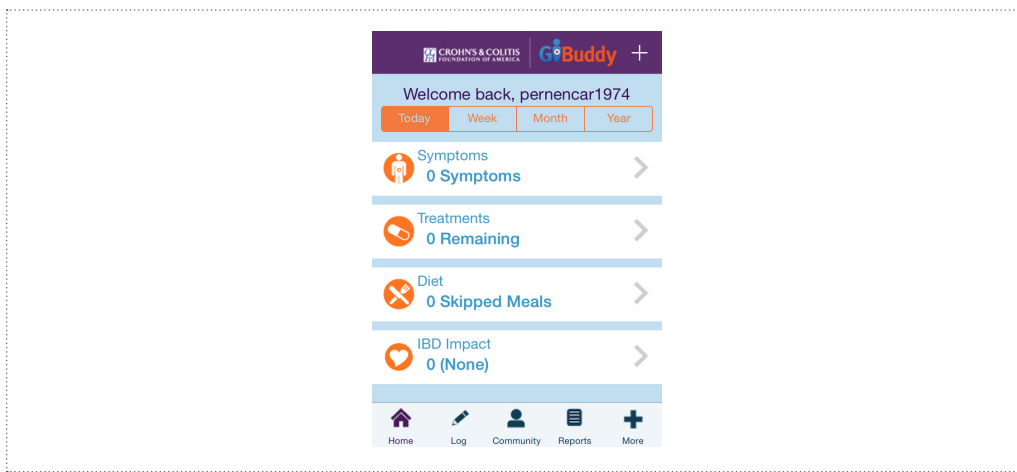 CROHN'S & COLITIS
FOUNDATION OF AMERICA
GiBuddy
Welcome back, pernencar1974
Today Week Month Year
Symptoms
0 Symptoms
Treatments
0 Remaining
Diet
0 Skipped Meals
IBD Impact
0 (None)
Home Log Community Reports More